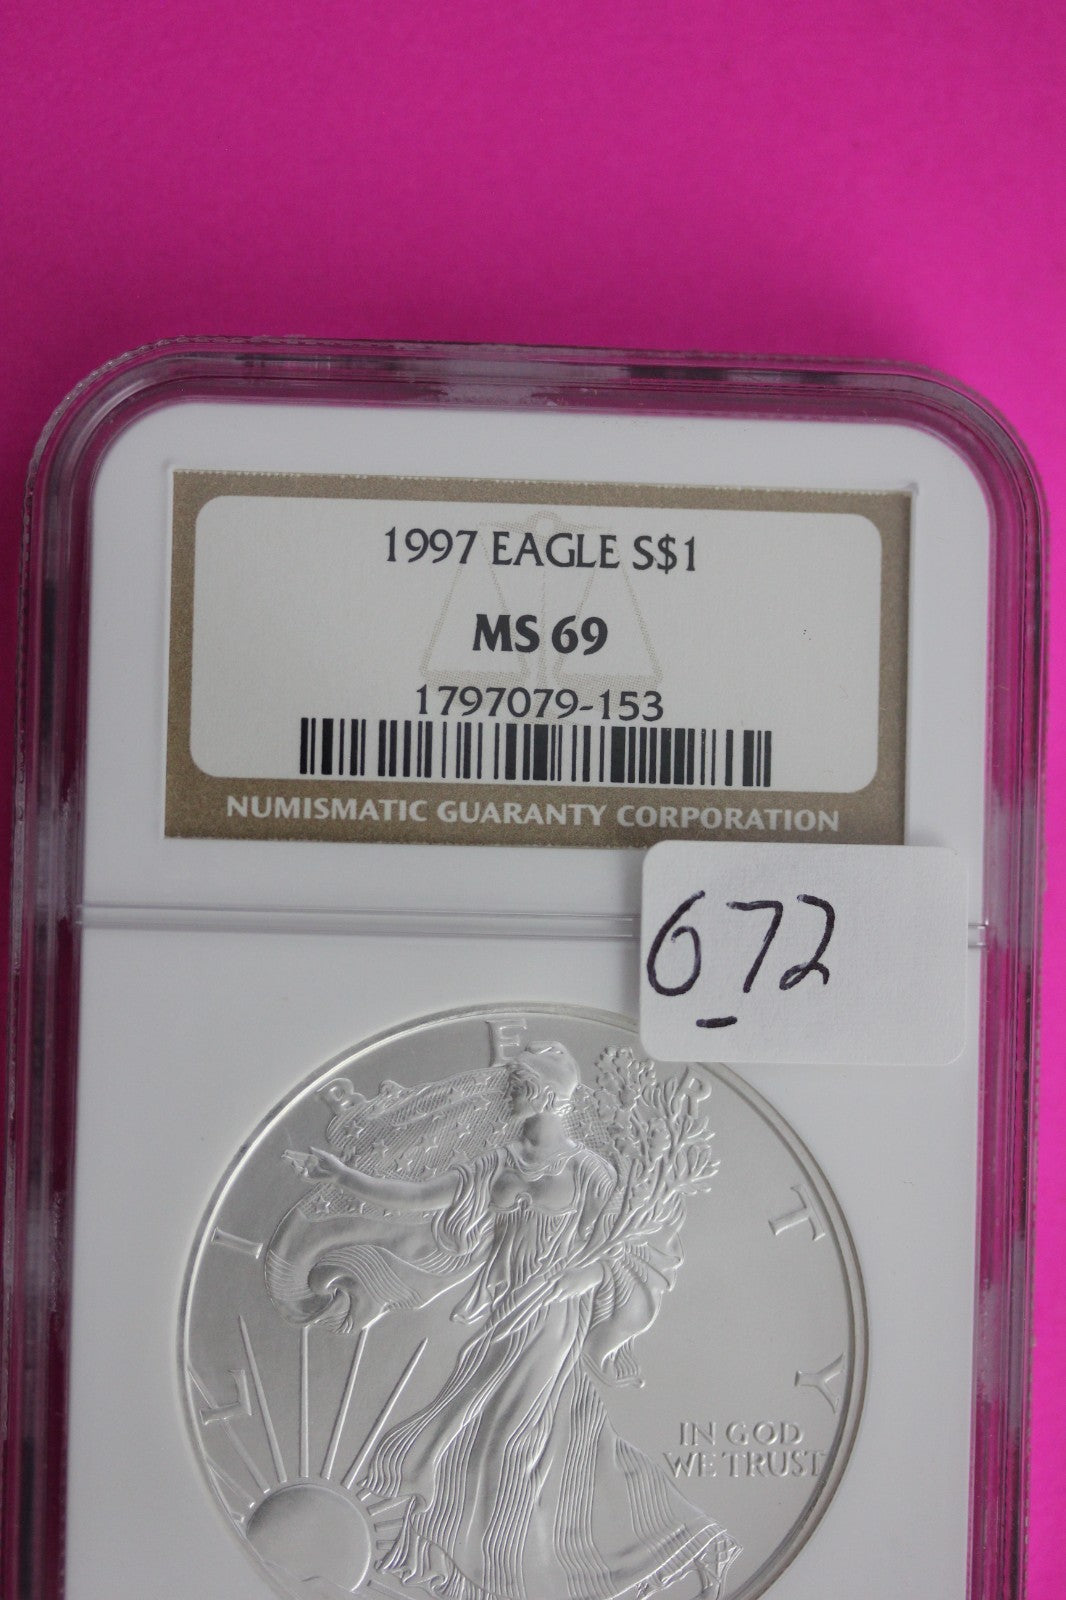 1997 EAGLE S$1
MS 69
1797079-153
NUMISMATIC GUARANTY CORPORATION
672
LIBERTY
IN GOD
WE TRUST